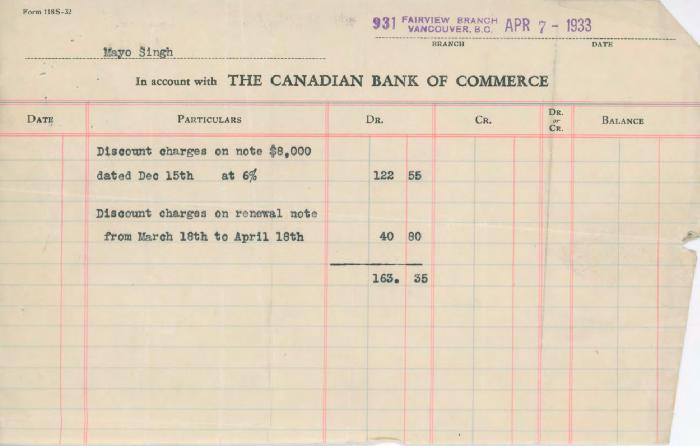 Form 118S-32
931 FAIRVIEW BRANCH
VANCOUVER, B.C. APR 7 - 1933
BRANCH DATE
Mayo Singh
In account with THE CANADIAN BANK OF COMMERCE
DATE PARTICULARS DR. CR. DR. or CR. BALANCE
Discount charges on note $8,000
dated Dec 15th at 6% 122 55
Discount charges on renewal note
from March 18th to April 18th 40 80
163. 35